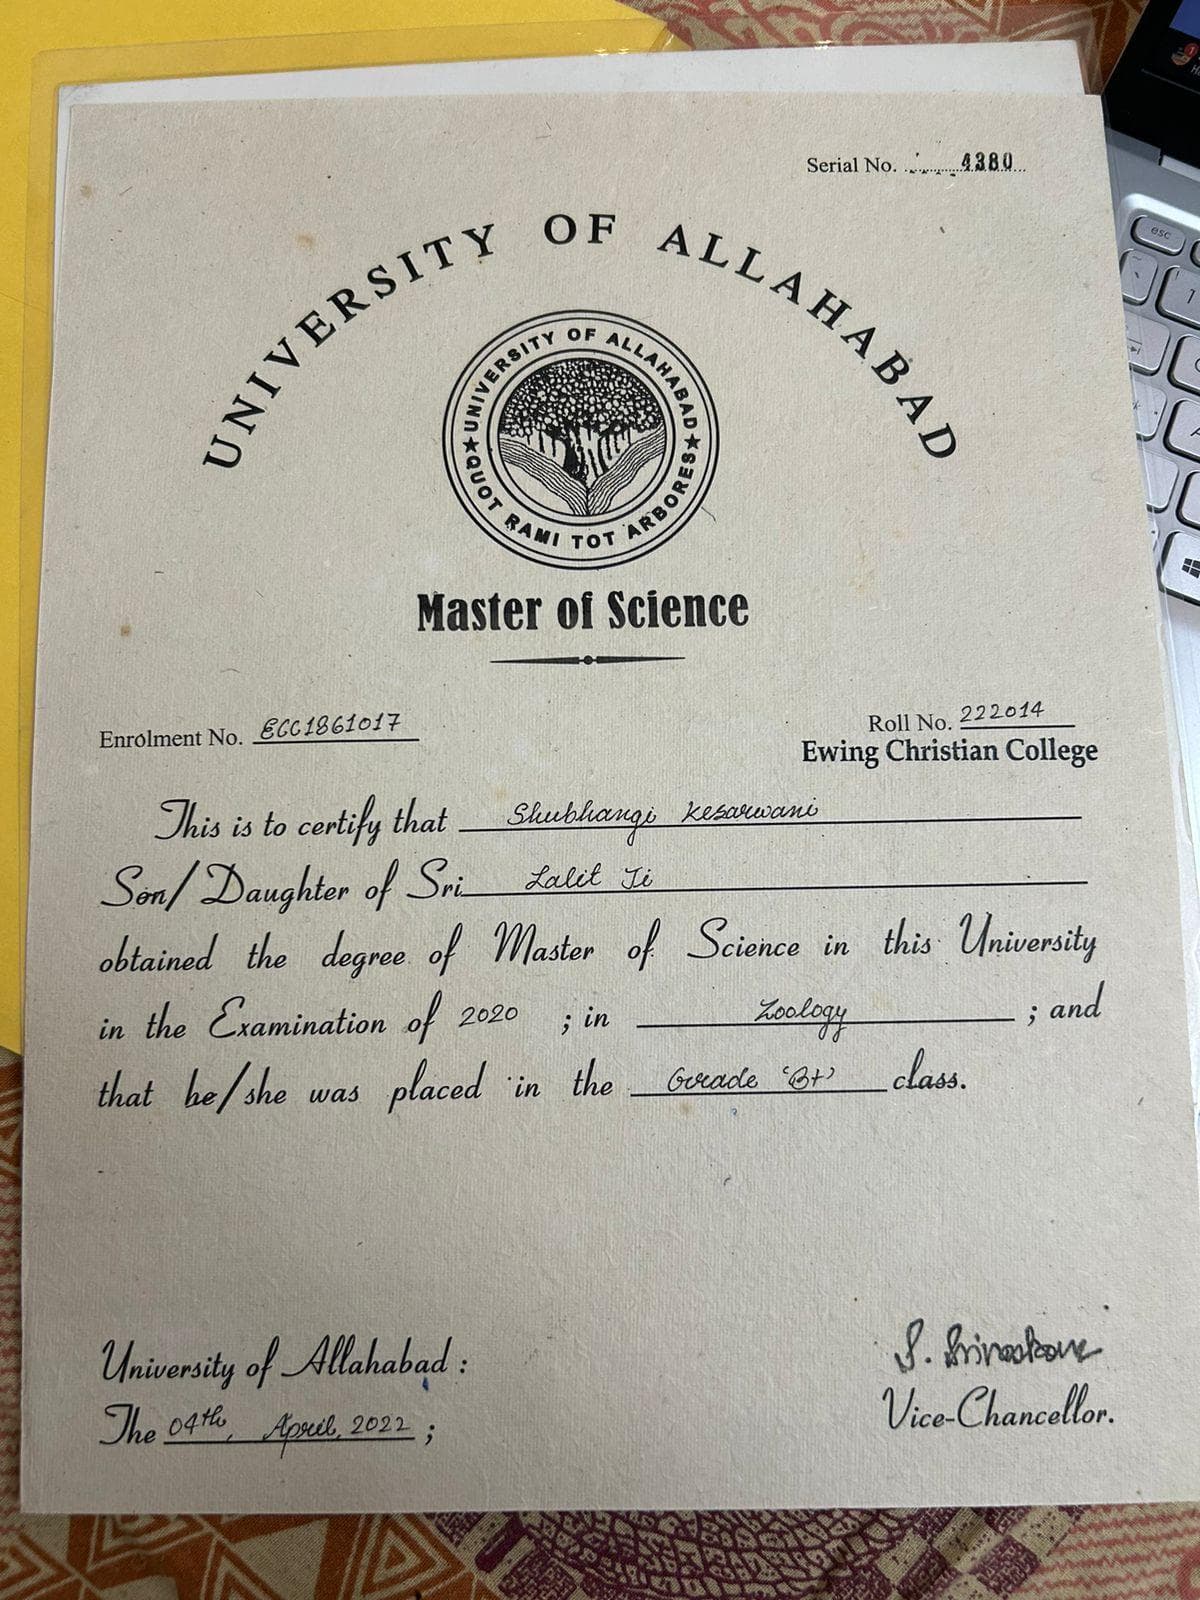 Serial No. 4380
UNIVERSITY OF ALLAHABAD
UNIVERSITY OF ALLAHABAD
QUOT RAMI TOT ARBORES
Master of Science
Enrolment No. ECC1861017
Roll No. 222014
Ewing Christian College
This is to certify that Shubhangi Kesarwani
Son/Daughter of Sri Lalit Ji
obtained the degree of Master of Science in this University
in the Examination of 2020 ; in Zoology ; and
that he/she was placed in the Grade 'B+' class.
University of Allahabad :
The 04th, April, 2022 ;
S. Srivastava
Vice-Chancellor.
esc